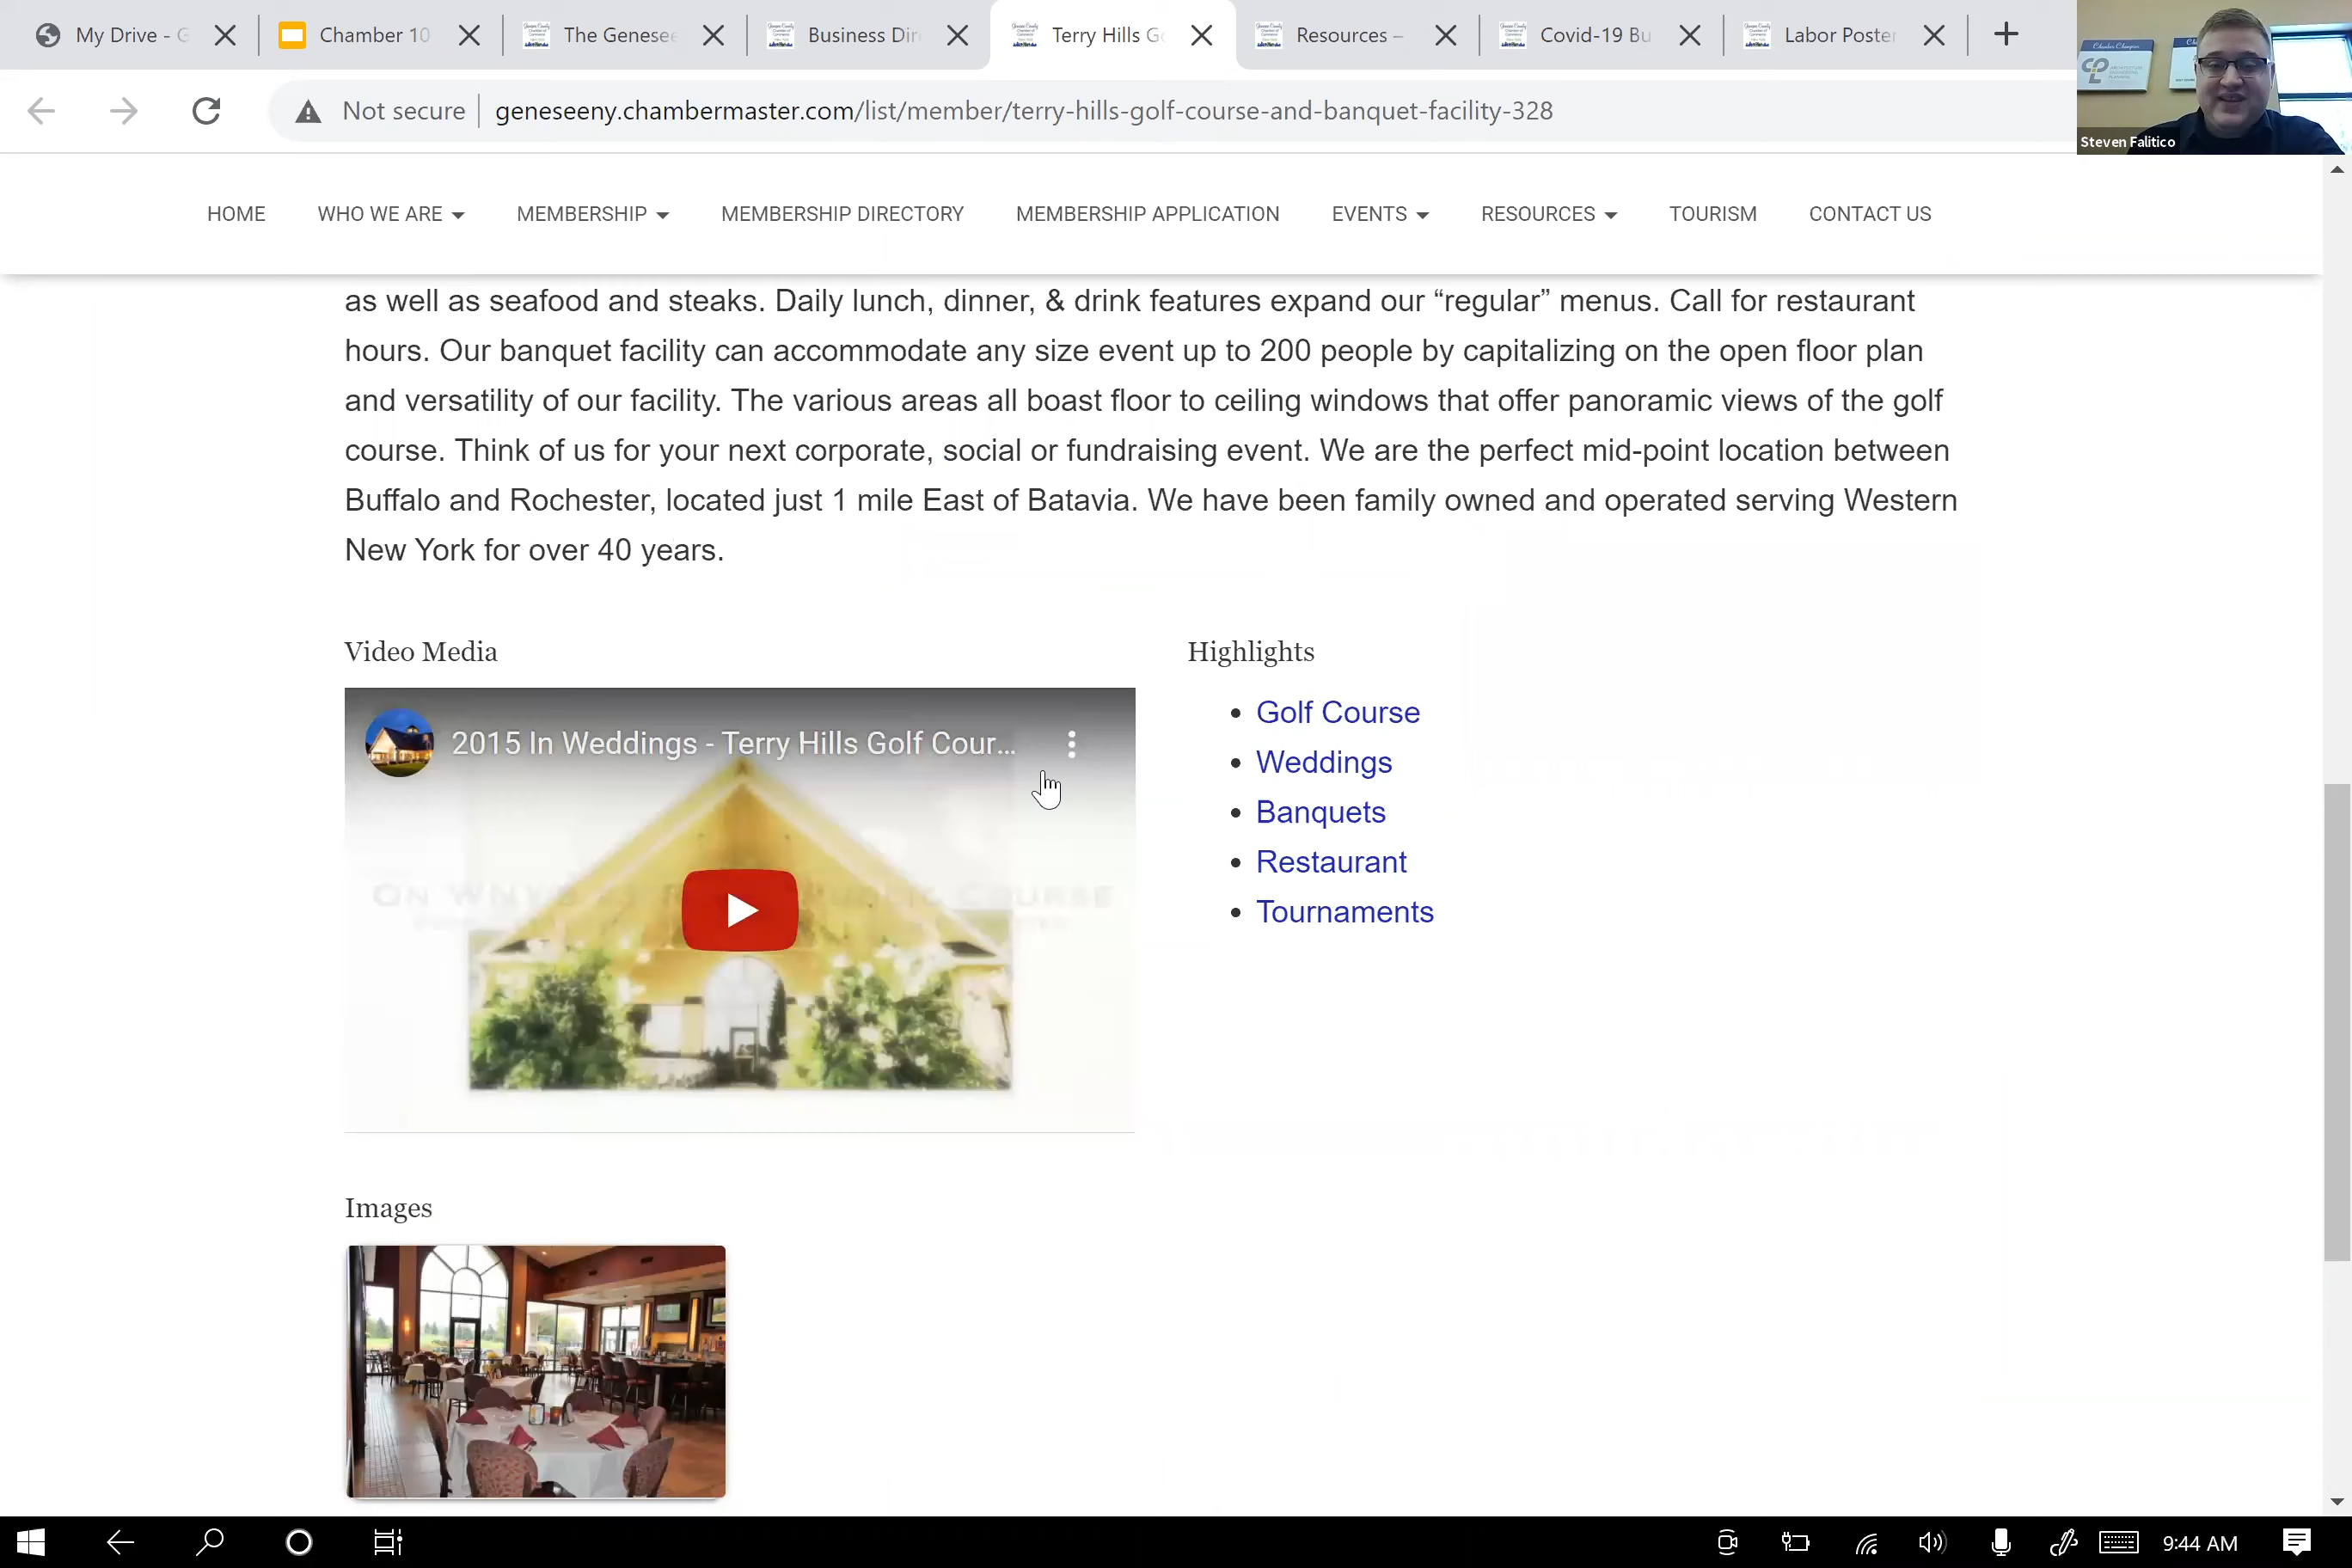 My Drive - G
Chamber 10
The Genesee
Business Dir
Terry Hills Go
Resources –
Covid-19 Bu
Labor Poster
Not secure
geneseeny.chambermaster.com/list/member/terry-hills-golf-course-and-banquet-facility-328
Steven Falitico
HOME WHO WE ARE MEMBERSHIP MEMBERSHIP DIRECTORY MEMBERSHIP APPLICATION EVENTS RESOURCES TOURISM CONTACT US
as well as seafood and steaks. Daily lunch, dinner, & drink features expand our “regular” menus. Call for restaurant
hours. Our banquet facility can accommodate any size event up to 200 people by capitalizing on the open floor plan
and versatility of our facility. The various areas all boast floor to ceiling windows that offer panoramic views of the golf
course. Think of us for your next corporate, social or fundraising event. We are the perfect mid-point location between
Buffalo and Rochester, located just 1 mile East of Batavia. We have been family owned and operated serving Western
New York for over 40 years.
Video Media
2015 In Weddings - Terry Hills Golf Cour...
Highlights
Golf Course
Weddings
Banquets
Restaurant
Tournaments
Images
9:44 AM